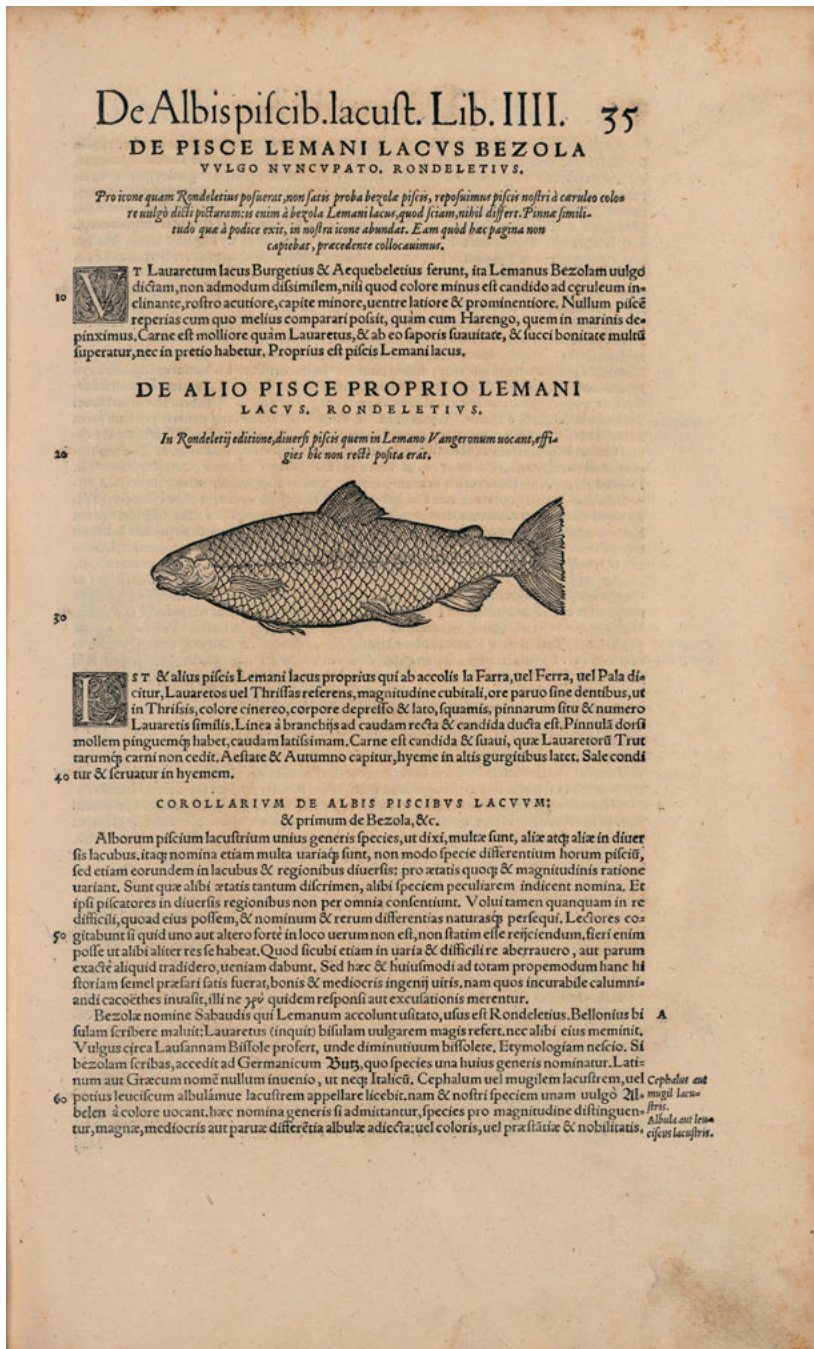 De Albis piſcib. lacuſt. Lib. IIII. 35
DE PISCE LEMANI LACVS BEZOLA
VVLGO NVNCVPATO. RONDELETIVS.
Pro icone quam Rondeletius poſuerat, non ſatis proba bezolæ piſcis, repoſuimus piſcis noſtri à cæruleo colo-
re uulgò dicti picturam: is enim à bezola Lemani lacus, quod ſciam, nihil differt. Pinnæ ſimili-
tudo quæ à podice exit, in noſtra icone abundat. Eam quòd hæc pagina non
capiebat, præcedente collocauimus.
VT Lauaretum lacus Burgetius & Aequebeletius ferunt, ita Lemanus Bezolam uulgò
dictam, non admodum diſsimilem, niſi quod colore minus eſt candido ad cęruleum in-
10 clinante, roſtro acutiore, capite minore, uentre latiore & prominentiore. Nullum piſcē
reperias cum quo melius comparari poſsit, quàm cum Harengo, quem in marinis de-
pinximus. Carne eſt molliore quàm Lauaretus, & ab eo ſaporis ſuauitate, & ſucci bonitate multũ
ſuperatur, nec in pretio habetur. Proprius eſt piſcis Lemani lacus.
DE ALIO PISCE PROPRIO LEMANI
LACVS. RONDELETIVS.
In Rondeletij editione, diuerſi piſcis quem in Lemano Vangeronum uocant, effi-
20 gies hîc non rectè poſita erat.
30
EST & alius piſcis Lemani lacus proprius qui ab accolis la Farra, uel Ferra, uel Pala di-
citur, Lauaretos uel Thriſſas referens, magnitudine cubitali, ore paruo ſine dentibus, ut
in Thriſsis, colore cinereo, corpore depreſſo & lato, ſquamis, pinnarum ſitu & numero
Lauaretis ſimilis. Linea à branchijs ad caudam recta & candida ducta eſt. Pinnulā dorſi
mollem pinguemq́; habet, caudam latiſsimam. Carne eſt candida & ſuaui, quæ Lauaretorũ Trut
tarumq́; carni non cedit. Aeſtate & Autumno capitur, hyeme in altis gurgitibus latet. Sale condi
40 tur & ſeruatur in hyemem.
COROLLARIVM DE ALBIS PISCIBVS LACVVM:
& primum de Bezola, &c.
Alborum piſcium lacuſtrium unius generis ſpecies, ut dixi, multæ ſunt, aliæ atq; aliæ in diuer
ſis lacubus. itaq; nomina etiam multa uariaq́; ſunt, non modo ſpecie differentium horum piſciũ,
ſed etiam eorundem in lacubus & regionibus diuerſis: pro ætatis quoq; & magnitudinis ratione
uariant. Sunt quæ alibi ætatis tantum diſcrimen, alibi ſpeciem peculiarem indicent nomina. Et
ipſi piſcatores in diuerſis regionibus non per omnia conſentiunt. Volui tamen quanquam in re
difficili, quoad eius poſſem, & nominum & rerum differentias naturasq́; perſequi. Lectores co-
50 gitabunt ſi quid uno aut altero fortè in loco uerum non eſt, non ſtatim eſſe reijciendum. fieri enim
poſſe ut alibi aliter res ſe habeat. Quod ſicubi etiam in uaria & difficili re aberrauero, aut parum
exactè aliquid tradidero, ueniam dabunt. Sed hæc & huiuſmodi ad totam propemodum hanc hi
ſtoriam ſemel præfari ſatis fuerat, bonis & mediocris ingenij uiris. nam quos incurabile calumni-
andi cacoëthes inuaſit, illi ne γρύ quidem reſponſi aut excuſationis merentur.
Bezolæ nomine Sabaudis qui Lemanum accolunt uſitato, uſus eſt Rondeletius. Bellonius bi A
ſulam ſcribere maluit: Lauaretus (inquit) biſulam uulgarem magis refert. nec alibi eius meminit.
Vulgus circa Lauſannam Biſſole profert, unde diminutiuum biſſolete. Etymologiam neſcio. Si
bezolam ſcribas, accedit ad Germanicum Butz, quo ſpecies una huius generis nominatur. Lati-
num aut Græcum nomē nullum inuenio, ut neq; Italicũ. Cephalum uel mugilem lacuſtrem, uel
60 potius leuciſcum albulámue lacuſtrem appellare licebit. nam & noſtri ſpeciem unam uulgò Al-
belen à colore uocant. hæc nomina generis ſi admittantur, ſpecies pro magnitudine diſtinguen-
tur, magnæ, mediocris aut paruæ differētia albulæ adiecta: uel coloris, uel præſtãtiæ & nobilitatis.
Cephalus aut
mugil lacu-
ſtris.
Albula aut leu-
ciſcus lacuſtris.